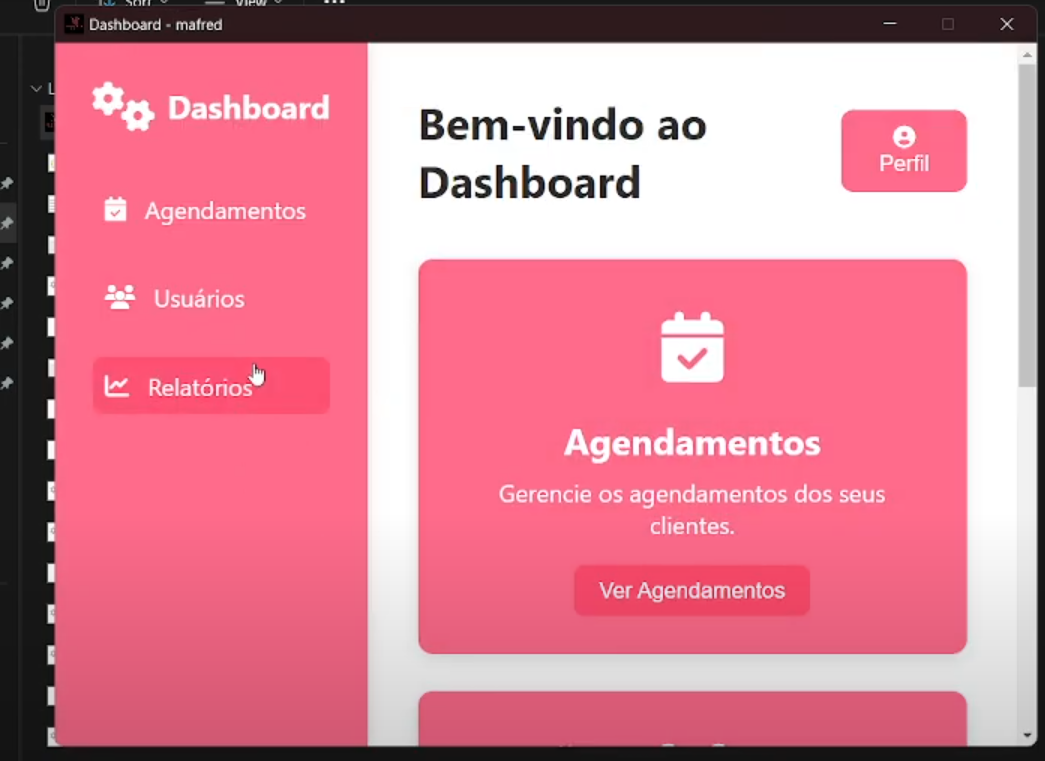 Sort
View
Dashboard - mafred
Dashboard
Agendamentos
Usuários
Relatórios
Bem-vindo ao
Dashboard
Perfil
Agendamentos
Gerencie os agendamentos dos seus
clientes.
Ver Agendamentos